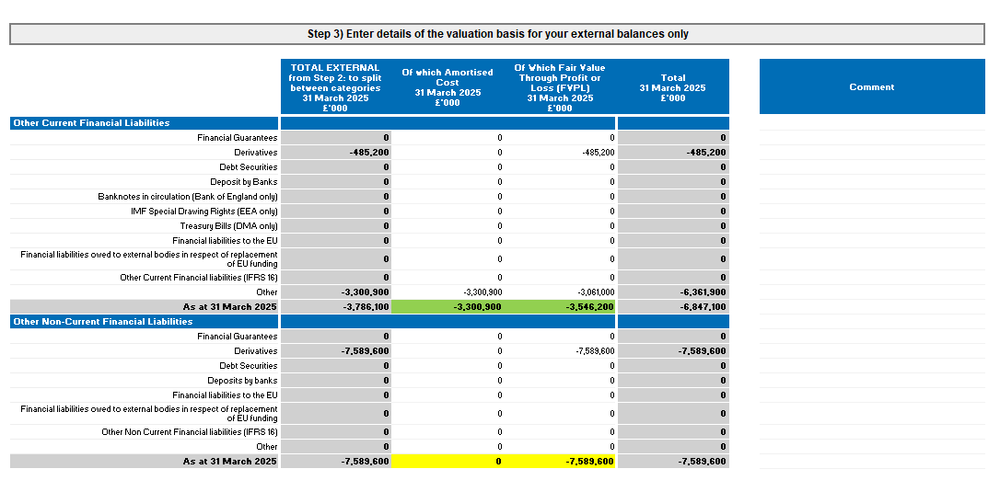 Step 3) Enter details of the valuation basis for your external balances only
TOTAL EXTERNAL from Step 2: to split between categories 31 March 2025 £'000 Of which Amortised Cost 31 March 2025 £'000 Of Which Fair Value Through Profit or Loss (FVPL) 31 March 2025 £'000 Total 31 March 2025 £'000 Comment
Other Current Financial Liabilities
Financial Guarantees 0 0 0 0
Derivatives -485,200 0 -485,200 -485,200
Debt Securities 0 0 0 0
Deposit by Banks 0 0 0 0
Banknotes in circulation (Bank of England only) 0 0 0 0
IMF Special Drawing Rights (EEA only) 0 0 0 0
Treasury Bills (DMA only) 0 0 0 0
Financial liabilities to the EU 0 0 0 0
Financial liabilities owed to external bodies in respect of replacement
of EU funding 0 0 0 0
Other Current Financial liabilities (IFRS 16) 0 0 0 0
Other -3,300,900 -3,300,900 -3,061,000 -6,361,900
As at 31 March 2025 -3,786,100 -3,300,900 -3,546,200 -6,847,100
Other Non-Current Financial Liabilities
Financial Guarantees 0 0 0 0
Derivatives -7,589,600 0 -7,589,600 -7,589,600
Debt Securities 0 0 0 0
Deposits by banks 0 0 0 0
Financial liabilities to the EU 0 0 0 0
Financial liabilities owed to external bodies in respect of replacement
of EU funding 0 0 0 0
Other Non Current Financial liabilities (IFRS 16) 0 0 0 0
Other 0 0 0 0
As at 31 March 2025 -7,589,600 0 -7,589,600 -7,589,600